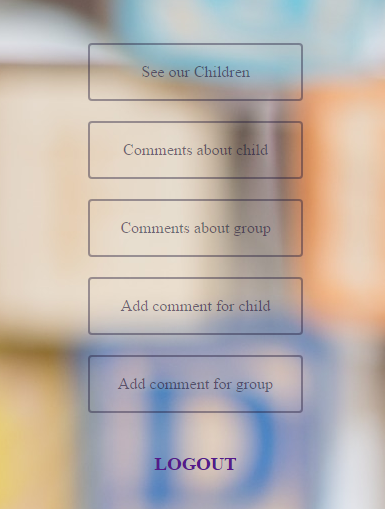 See our Children
Comments about child
Comments about group
Add comment for child
Add comment for group
LOGOUT